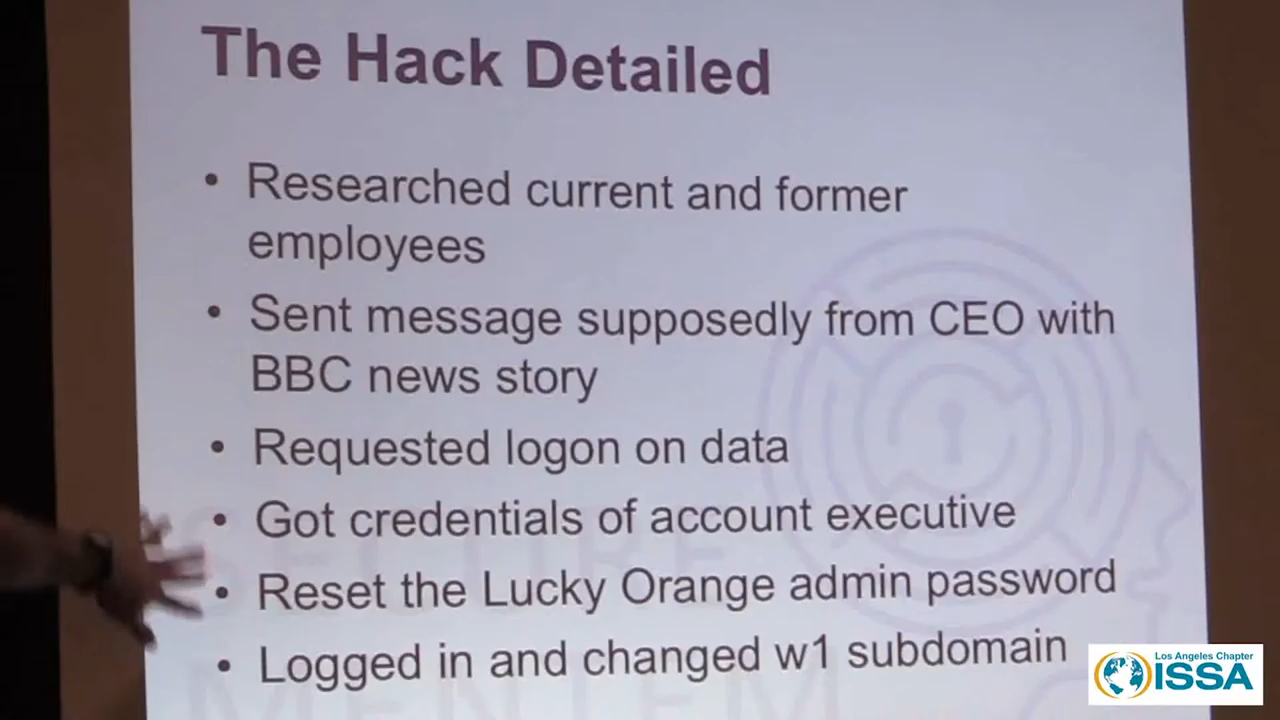 The Hack Detailed
• Researched current and former
employees
• Sent message supposedly from CEO with
BBC news story
• Requested logon on data
• Got credentials of account executive
• Reset the Lucky Orange admin password
• Logged in and changed w1 subdomain
Los Angeles Chapter
ISSA